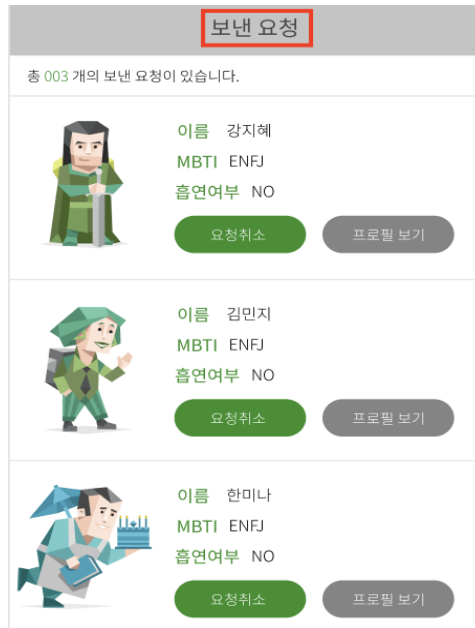 보낸 요청
총 003 개의 보낸 요청이 있습니다.
이름 강지혜
MBTI ENFJ
흡연여부 NO
요청취소 프로필 보기
이름 김민지
MBTI ENFJ
흡연여부 NO
요청취소 프로필 보기
이름 한미나
MBTI ENFJ
흡연여부 NO
요청취소 프로필 보기